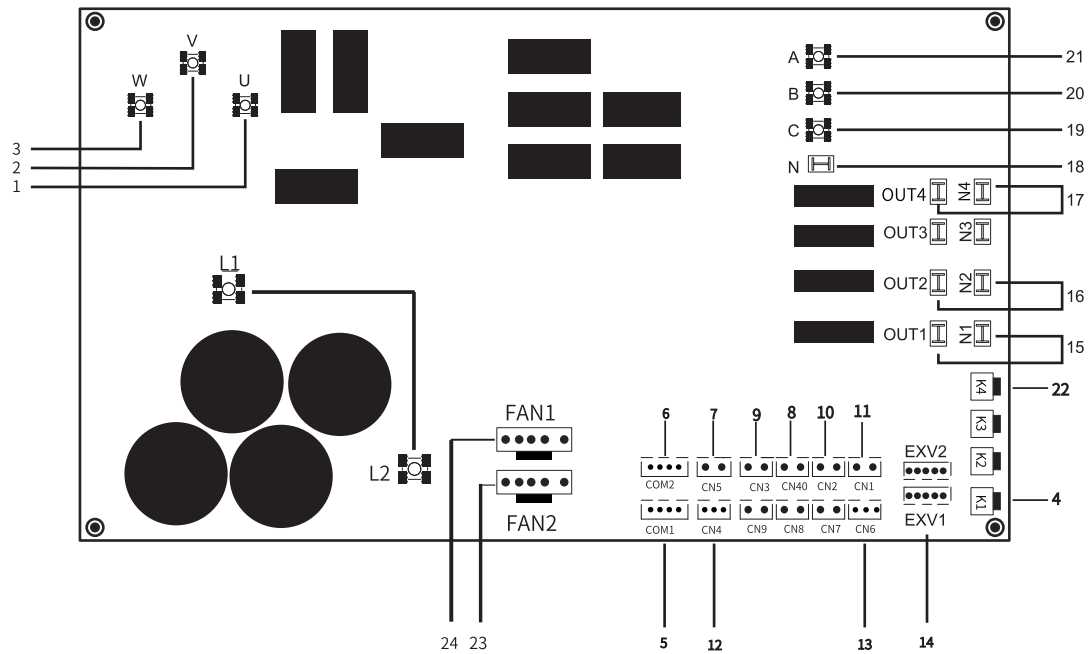 V
W
U
3
2
1
L1
L2
FAN1
FAN2
24
23
A
B
C
N
21
20
19
18
OUT4 N4
17
OUT3 N3
OUT2 N2
16
OUT1 N1
15
K4
22
K3
K2
K1
4
6 7 9 8 10 11
COM2 CN5 CN3 CN40 CN2 CN1
COM1 CN4 CN9 CN8 CN7 CN6
EXV2
EXV1
5 12 13 14